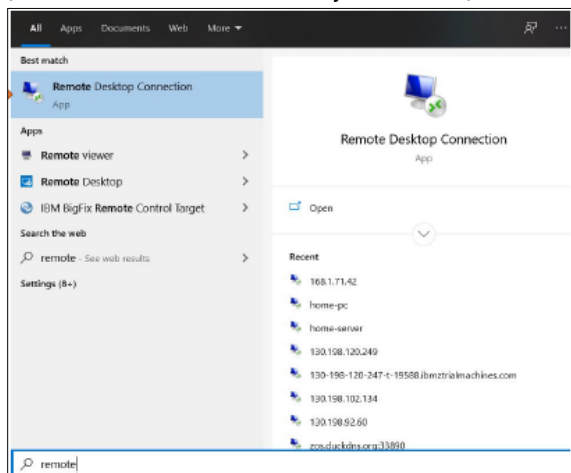 All Apps Documents Web More
Best match
Remote Desktop Connection
App
Apps
Remote viewer
Remote Desktop
IBM BigFix Remote Control Target
Search the web
remote - See web results
Settings (8+)
Remote Desktop Connection
App
Open
Recent
168.1.71.42
home-pc
home-server
130.198.120.249
130-198-120-247-t-19588.ibmztrialmachines.com
130.198.102.134
130.198.92.60
zos.duckdns.org:33890
remote